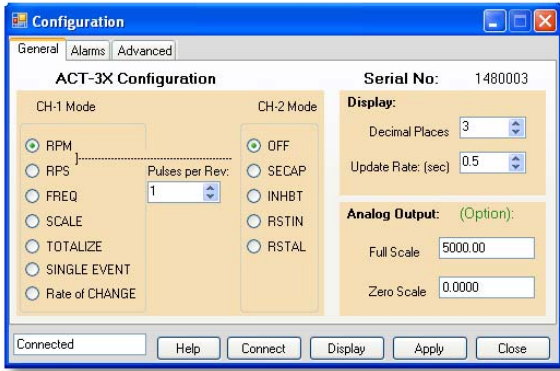 Configuration
General Alarms Advanced
ACT-3X Configuration
Serial No: 1480003
CH-1 Mode
CH-2 Mode
RPM
RPS
FREQ
SCALE
TOTALIZE
SINGLE EVENT
Rate of CHANGE
Pulses per Rev:
1
OFF
SECAP
INHBT
RSTIN
RSTAL
Display:
Decimal Places 3
Update Rate: (sec) 0.5
Analog Output: (Option):
Full Scale 5000.00
Zero Scale 0.0000
Connected Help Connect Display Apply Close